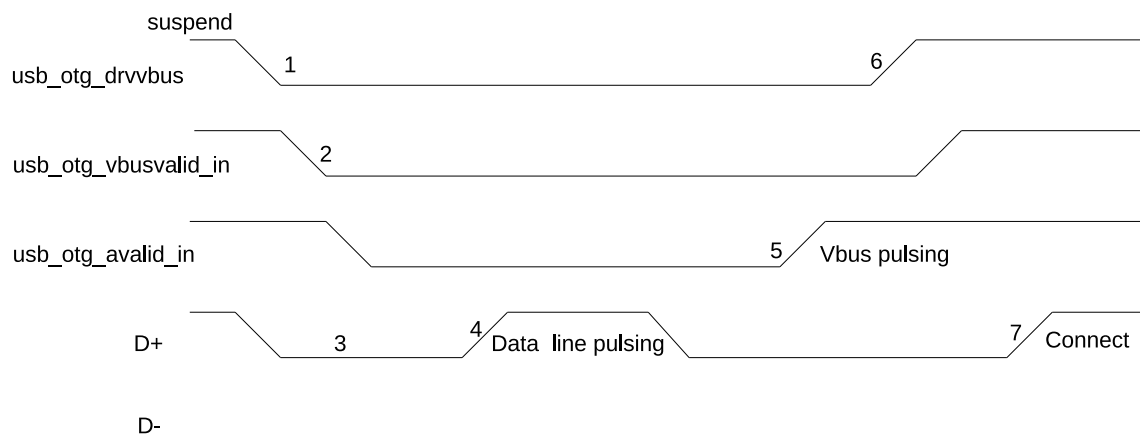 suspend
usb_otg_drvvbus
1
6
usb_otg_vbusvalid_in
2
usb_otg_avalid_in
5
Vbus pulsing
D+
3
4
Data line pulsing
7
Connect
D-